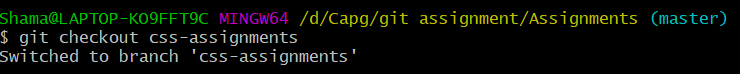 Shama@LAPTOP-KO9FFT9C MINGW64 /d/Capg/git assignment/Assignments (master)
$ git checkout css-assignments
Switched to branch 'css-assignments'